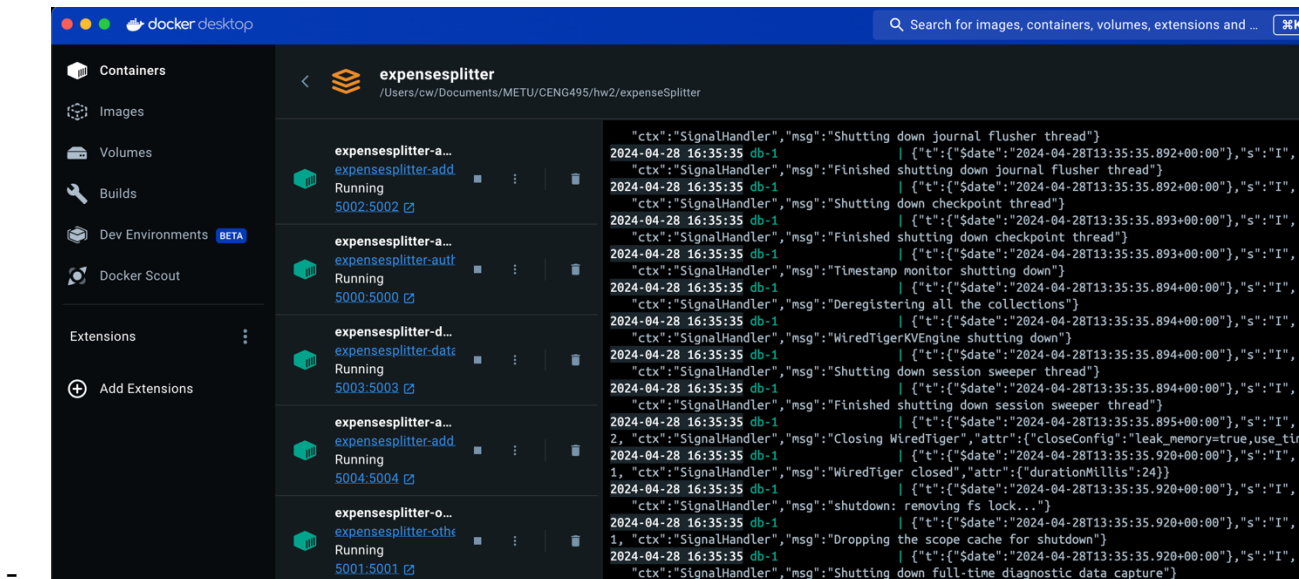 docker desktop
Search for images, containers, volumes, extensions and ...
Containers
Images
Volumes
Builds
Dev Environments BETA
Docker Scout
Extensions
Add Extensions
expensesplitter
/Users/cw/Documents/METU/CENG495/hw2/expenseSplitter
expensesplitter-a...
expensesplitter-add
Running
5002:5002
expensesplitter-a...
expensesplitter-auth
Running
5000:5000
expensesplitter-d...
expensesplitter-data
Running
5003:5003
expensesplitter-a...
expensesplitter-add
Running
5004:5004
expensesplitter-o...
expensesplitter-othe
Running
5001:5001
"ctx":"SignalHandler","msg":"Shutting down journal flusher thread"}
2024-04-28 16:35:35 db-1 | {"t":{"$date":"2024-04-28T13:35:35.892+00:00"},"s":"I",
"ctx":"SignalHandler","msg":"Finished shutting down journal flusher thread"}
2024-04-28 16:35:35 db-1 | {"t":{"$date":"2024-04-28T13:35:35.892+00:00"},"s":"I",
"ctx":"SignalHandler","msg":"Shutting down checkpoint thread"}
2024-04-28 16:35:35 db-1 | {"t":{"$date":"2024-04-28T13:35:35.893+00:00"},"s":"I",
"ctx":"SignalHandler","msg":"Finished shutting down checkpoint thread"}
2024-04-28 16:35:35 db-1 | {"t":{"$date":"2024-04-28T13:35:35.893+00:00"},"s":"I",
"ctx":"SignalHandler","msg":"Timestamp monitor shutting down"}
2024-04-28 16:35:35 db-1 | {"t":{"$date":"2024-04-28T13:35:35.894+00:00"},"s":"I",
"ctx":"SignalHandler","msg":"Deregistering all the collections"}
2024-04-28 16:35:35 db-1 | {"t":{"$date":"2024-04-28T13:35:35.894+00:00"},"s":"I",
"ctx":"SignalHandler","msg":"WiredTigerKVEngine shutting down"}
2024-04-28 16:35:35 db-1 | {"t":{"$date":"2024-04-28T13:35:35.894+00:00"},"s":"I",
"ctx":"SignalHandler","msg":"Shutting down session sweeper thread"}
2024-04-28 16:35:35 db-1 | {"t":{"$date":"2024-04-28T13:35:35.894+00:00"},"s":"I",
"ctx":"SignalHandler","msg":"Finished shutting down session sweeper thread"}
2024-04-28 16:35:35 db-1 | {"t":{"$date":"2024-04-28T13:35:35.895+00:00"},"s":"I",
2, "ctx":"SignalHandler","msg":"Closing WiredTiger","attr":{"closeConfig":"leak_memory=true,use_tim
2024-04-28 16:35:35 db-1 | {"t":{"$date":"2024-04-28T13:35:35.920+00:00"},"s":"I",
1, "ctx":"SignalHandler","msg":"WiredTiger closed","attr":{"durationMillis":24}}
2024-04-28 16:35:35 db-1 | {"t":{"$date":"2024-04-28T13:35:35.920+00:00"},"s":"I",
"ctx":"SignalHandler","msg":"shutdown: removing fs lock..."}
2024-04-28 16:35:35 db-1 | {"t":{"$date":"2024-04-28T13:35:35.920+00:00"},"s":"I",
1, "ctx":"SignalHandler","msg":"Dropping the scope cache for shutdown"}
2024-04-28 16:35:35 db-1 | {"t":{"$date":"2024-04-28T13:35:35.920+00:00"},"s":"I",
"ctx":"SignalHandler","msg":"Shutting down full-time diagnostic data capture"}